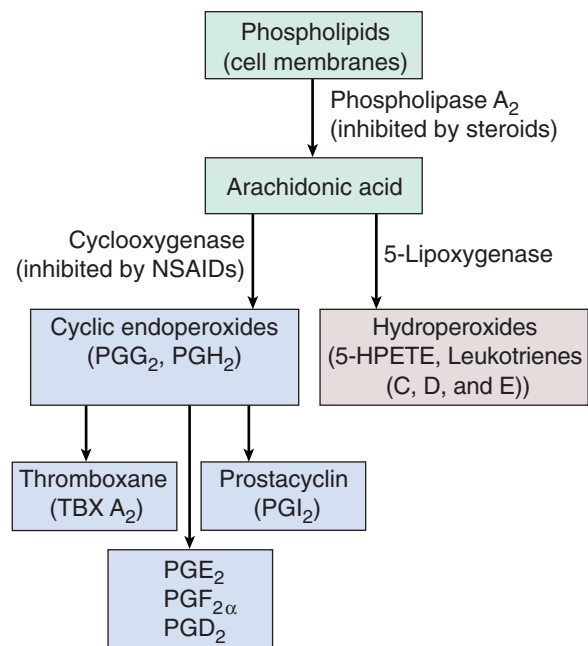 Phospholipids
(cell membranes)
Phospholipase A₂
(inhibited by steroids)
Arachidonic acid
Cyclooxygenase
(inhibited by NSAIDs)
5-Lipoxygenase
Cyclic endoperoxides
(PGG₂, PGH₂)
Hydroperoxides
(5-HPETE, Leukotrienes
(C, D, and E))
Thromboxane
(TBX A₂)
Prostacyclin
(PGI₂)
PGE₂
PGF₂α
PGD₂